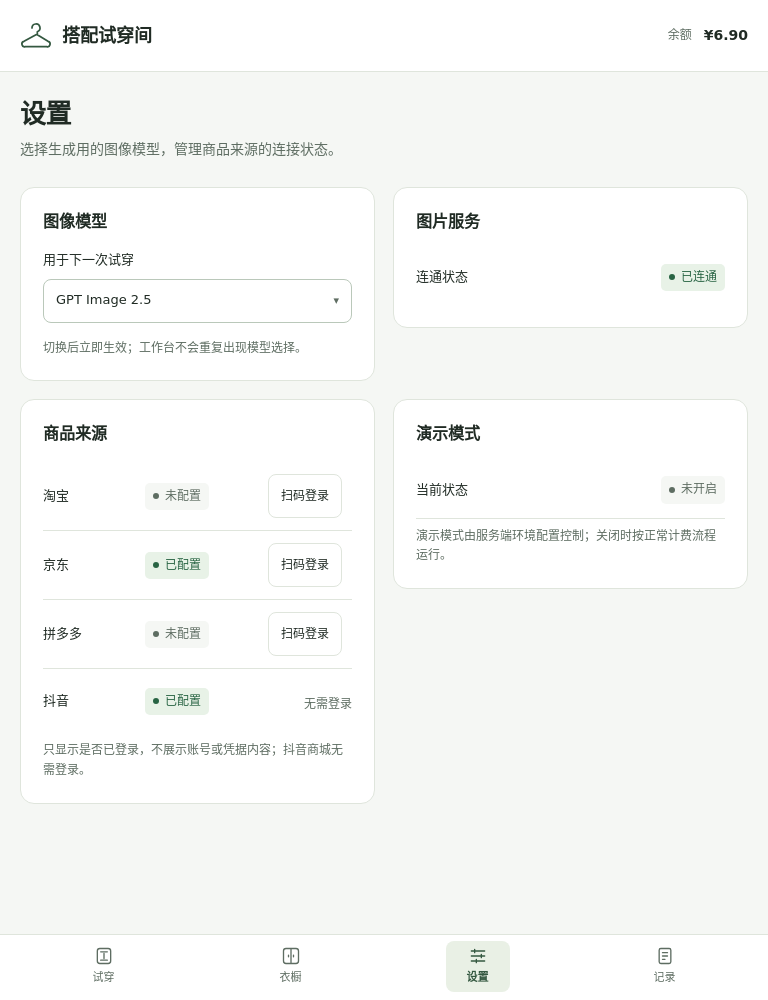 搭配试穿间
余额 ¥6.90
设置
选择生成用的图像模型，管理商品来源的连接状态。
图像模型
用于下一次试穿
GPT Image 2.5
切换后立即生效；工作台不会重复出现模型选择。
图片服务
连通状态 已连通
商品来源
淘宝 未配置 扫码登录
京东 已配置 扫码登录
拼多多 未配置 扫码登录
抖音 已配置 无需登录
只显示是否已登录，不展示账号或凭据内容；抖音商城无
需登录。
演示模式
当前状态 未开启
演示模式由服务端环境配置控制；关闭时按正常计费流程
运行。
试穿 衣橱 设置 记录